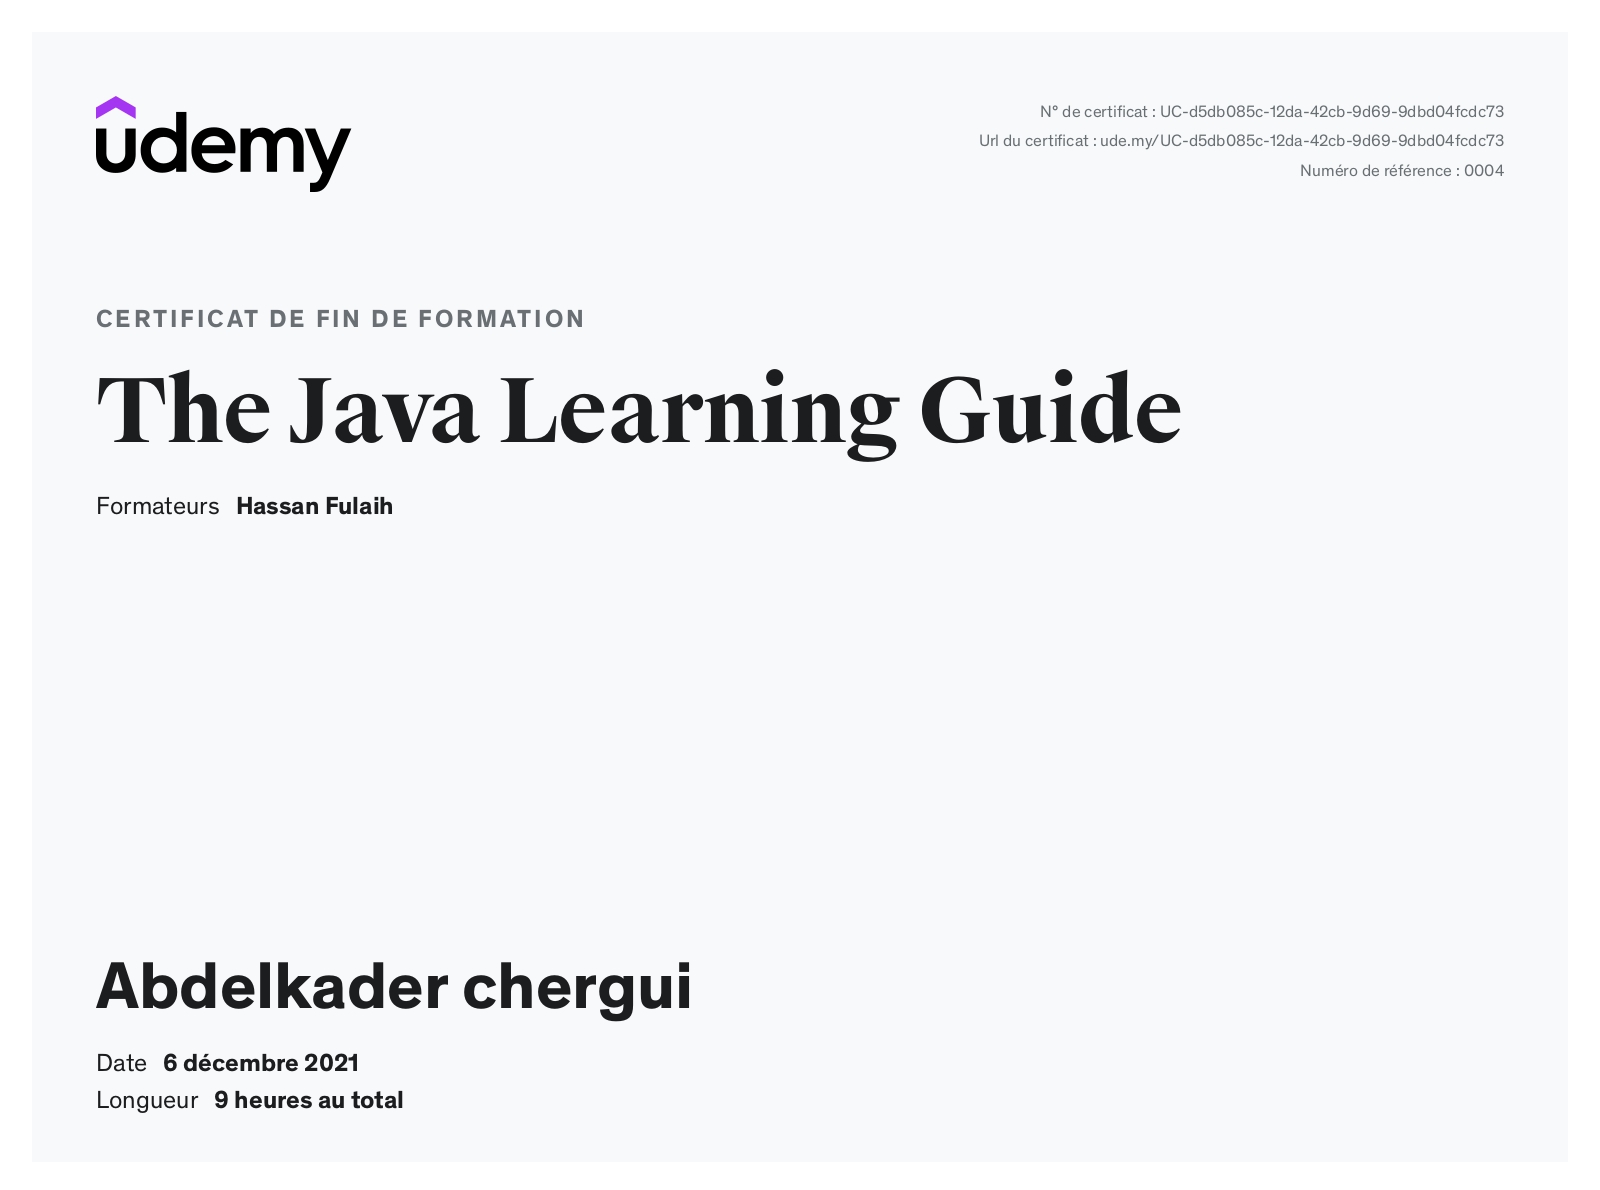 udemy
N° de certificat : UC-d5db085c-12da-42cb-9d69-9dbd04fcdc73
Url du certificat : ude.my/UC-d5db085c-12da-42cb-9d69-9dbd04fcdc73
Numéro de référence : 0004
CERTIFICAT DE FIN DE FORMATION
The Java Learning Guide
Formateurs Hassan Fulaih
Abdelkader chergui
Date 6 décembre 2021
Longueur 9 heures au total